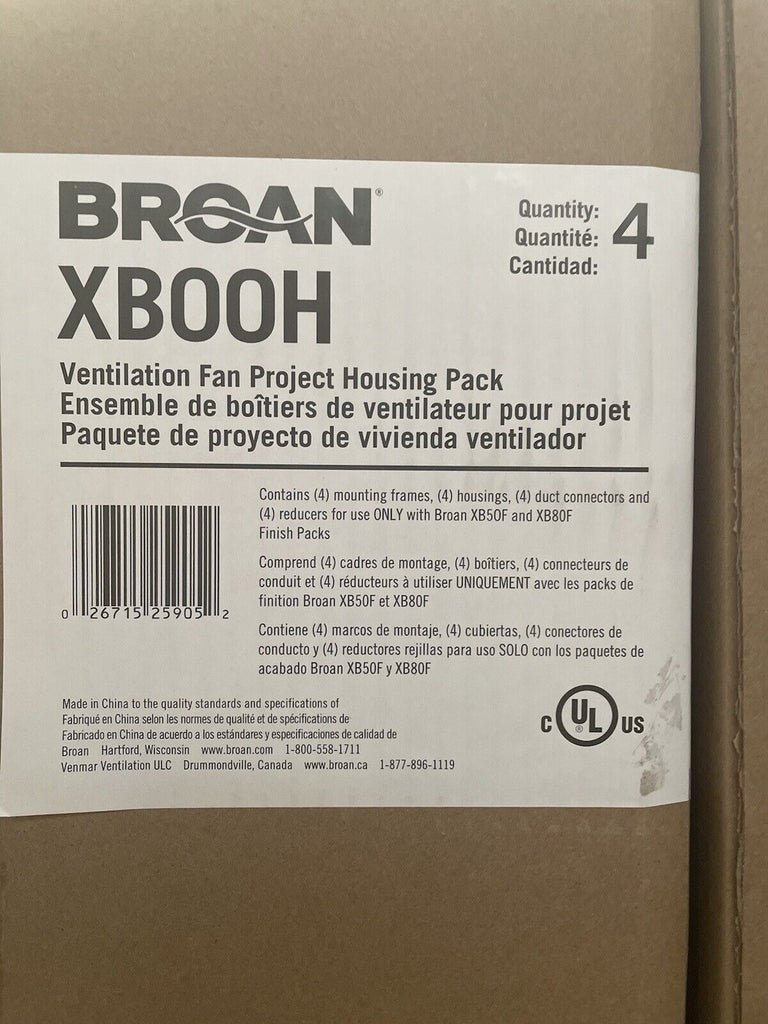 BROAN®
Quantity: 4
Quantité:
Cantidad:
XB00H
Ventilation Fan Project Housing Pack
Ensemble de boîtiers de ventilateur pour projet
Paquete de proyecto de vivienda ventilador
Contains (4) mounting frames, (4) housings, (4) duct connectors and
(4) reducers for use ONLY with Broan XB50F and XB80F
Finish Packs
Comprend (4) cadres de montage, (4) boîtiers, (4) connecteurs de
conduit et (4) réducteurs à utiliser UNIQUEMENT avec les packs de
finition Broan XB50F et XB80F
Contiene (4) marcos de montaje, (4) cubiertas, (4) conectores de
conducto y (4) reductores rejillas para uso SOLO con los paquetes de
acabado Broan XB50F y XB80F
0 26715 25905 2
Made in China to the quality standards and specifications of
Fabriqué en China selon les normes de qualité et de spécifications de
Fabricado en China de acuerdo a los estándares y especificaciones de calidad de
Broan Hartford, Wisconsin www.broan.com 1-800-558-1711
Venmar Ventilation ULC Drummondville, Canada www.broan.ca 1-877-896-1119
C UL® US